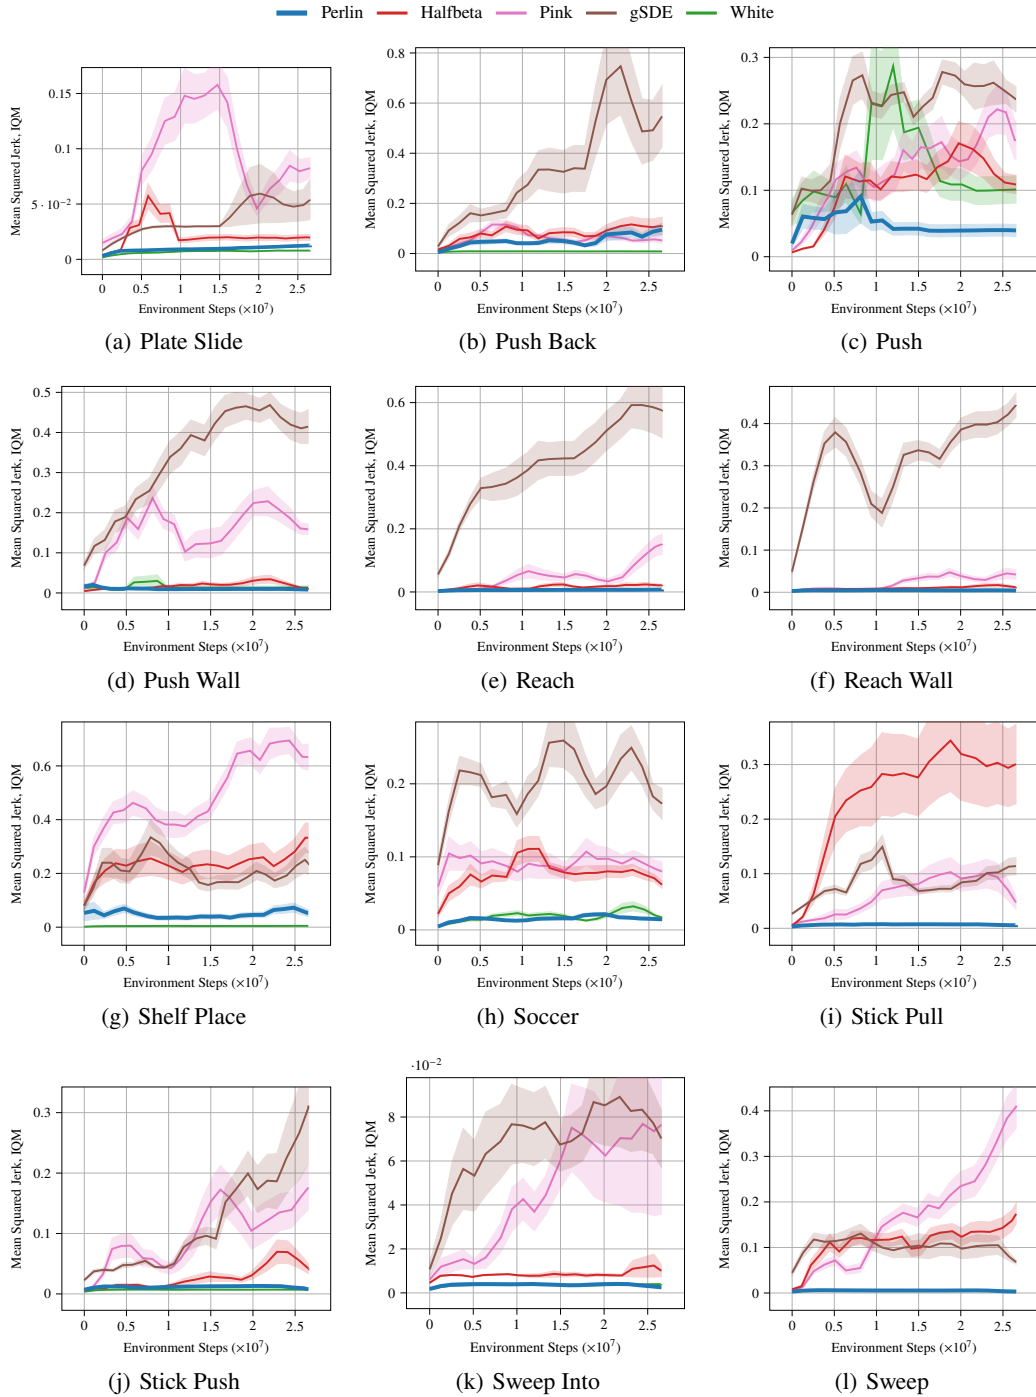 Perlin Halfbeta Pink gSDE White
Mean Squared Jerk, IQM
0.15
0.1
5 · 10⁻²
0
0 0.5 1 1.5 2 2.5
Environment Steps (×10⁷)
(a) Plate Slide
Mean Squared Jerk, IQM
0.8
0.6
0.4
0.2
0
0 0.5 1 1.5 2 2.5
Environment Steps (×10⁷)
(b) Push Back
Mean Squared Jerk, IQM
0.3
0.2
0.1
0
0 0.5 1 1.5 2 2.5
Environment Steps (×10⁷)
(c) Push
Mean Squared Jerk, IQM
0.5
0.4
0.3
0.2
0.1
0
0 0.5 1 1.5 2 2.5
Environment Steps (×10⁷)
(d) Push Wall
Mean Squared Jerk, IQM
0.6
0.4
0.2
0
0 0.5 1 1.5 2 2.5
Environment Steps (×10⁷)
(e) Reach
Mean Squared Jerk, IQM
0.4
0.3
0.2
0.1
0
0 0.5 1 1.5 2 2.5
Environment Steps (×10⁷)
(f) Reach Wall
Mean Squared Jerk, IQM
0.6
0.4
0.2
0
0 0.5 1 1.5 2 2.5
Environment Steps (×10⁷)
(g) Shelf Place
Mean Squared Jerk, IQM
0.2
0.1
0
0 0.5 1 1.5 2 2.5
Environment Steps (×10⁷)
(h) Soccer
Mean Squared Jerk, IQM
0.3
0.2
0.1
0
0 0.5 1 1.5 2 2.5
Environment Steps (×10⁷)
(i) Stick Pull
Mean Squared Jerk, IQM
0.3
0.2
0.1
0
0 0.5 1 1.5 2 2.5
Environment Steps (×10⁷)
(j) Stick Push
·10⁻²
Mean Squared Jerk, IQM
8
6
4
2
0
0 0.5 1 1.5 2 2.5
Environment Steps (×10⁷)
(k) Sweep Into
Mean Squared Jerk, IQM
0.4
0.3
0.2
0.1
0
0 0.5 1 1.5 2 2.5
Environment Steps (×10⁷)
(l) Sweep